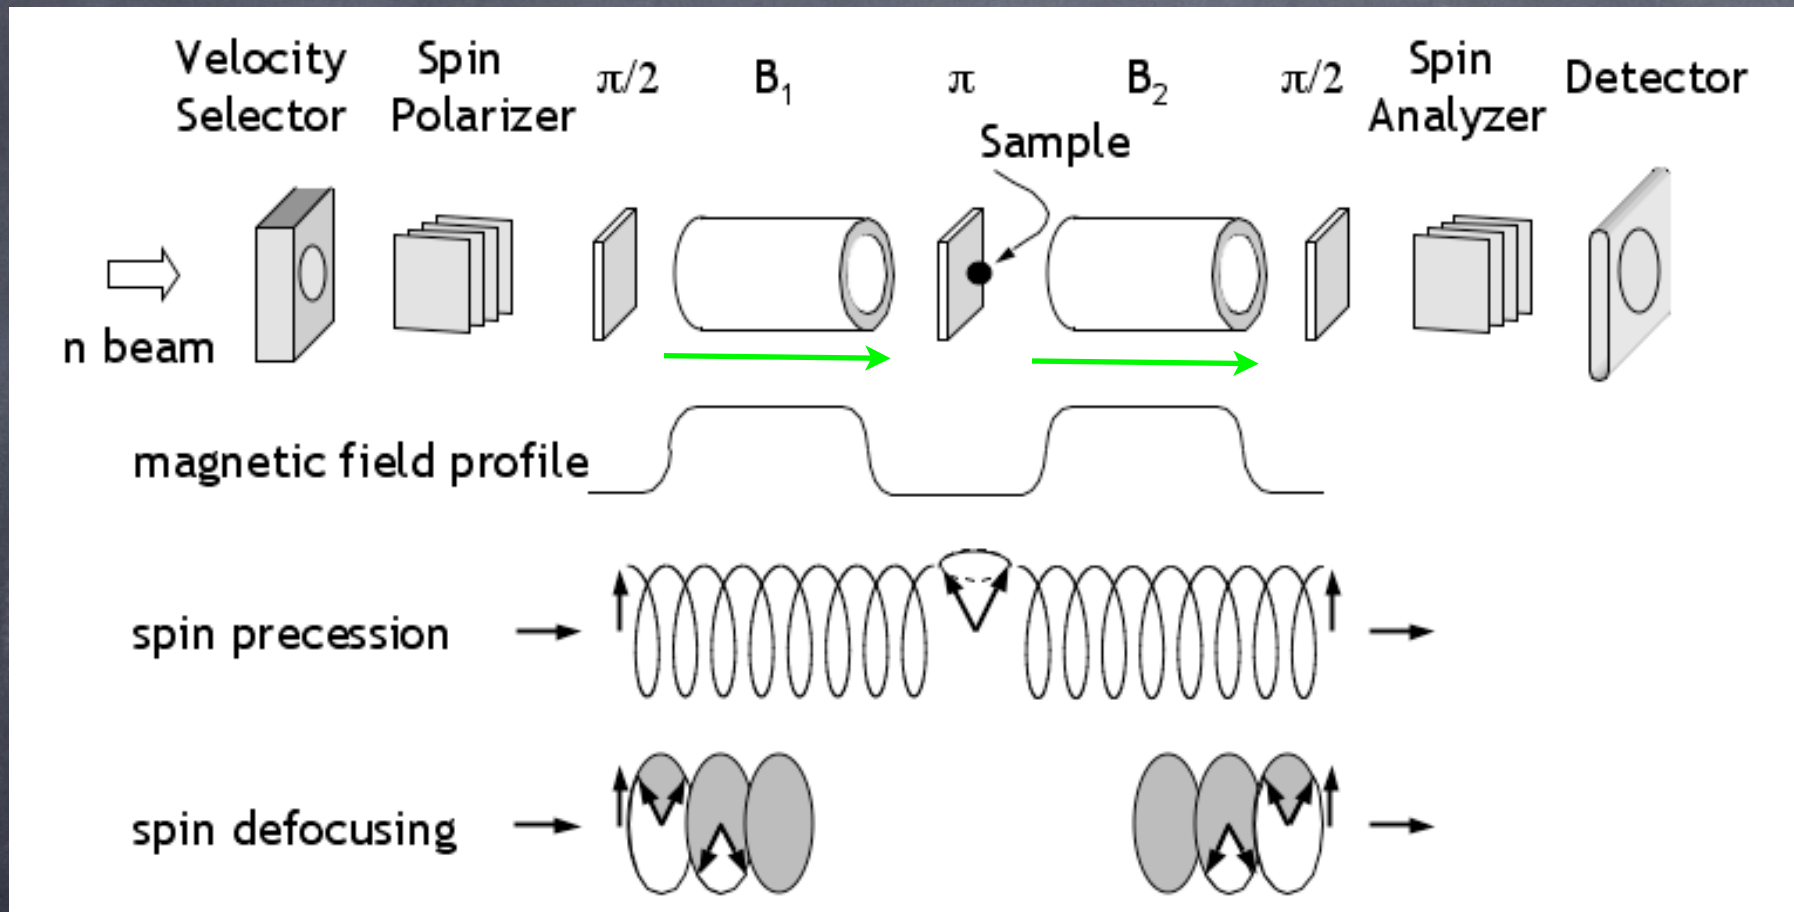 Velocity
Selector
Spin
Polarizer
π/2
B₁
π
B₂
π/2
Spin
Analyzer
Detector
Sample
n beam
magnetic field profile
spin precession
spin defocusing